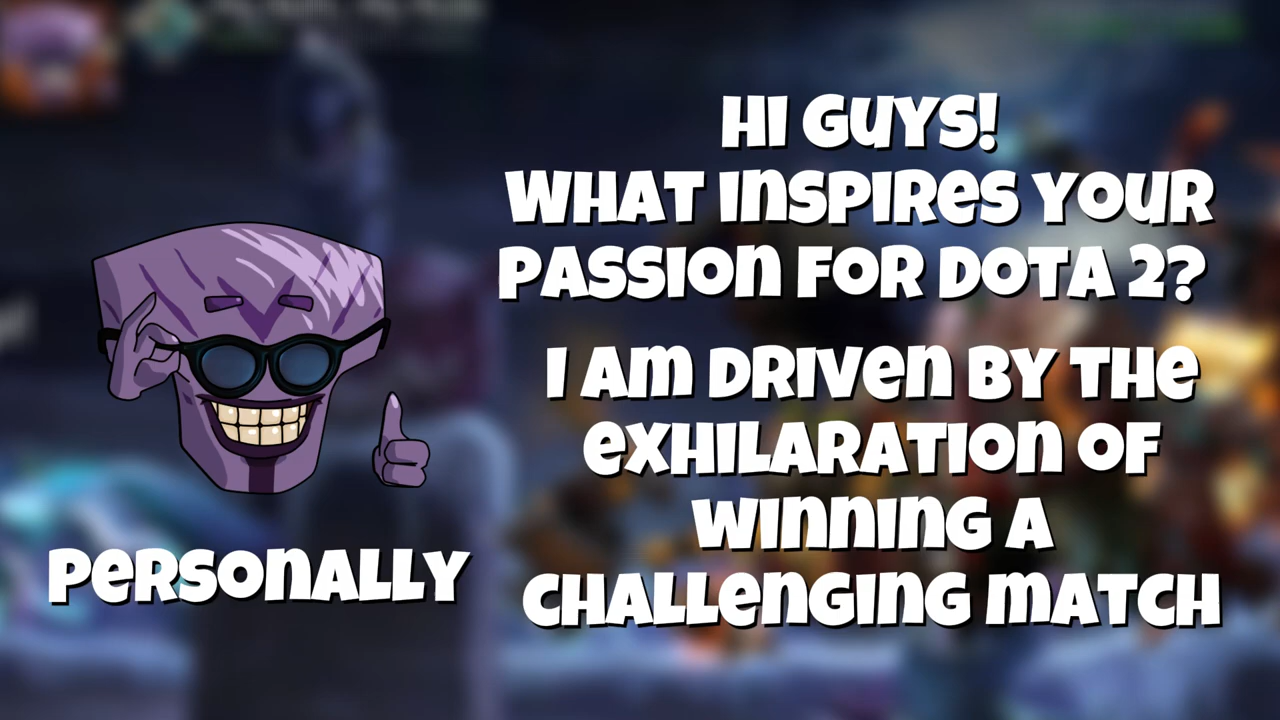 HI GUYS!
WHAT INSPIRES YOUR
PASSION FOR DOTA 2?
I AM DRIVEN BY THE
EXHILARATION OF
WINNING A
CHALLENGING MATCH
PERSONALLY